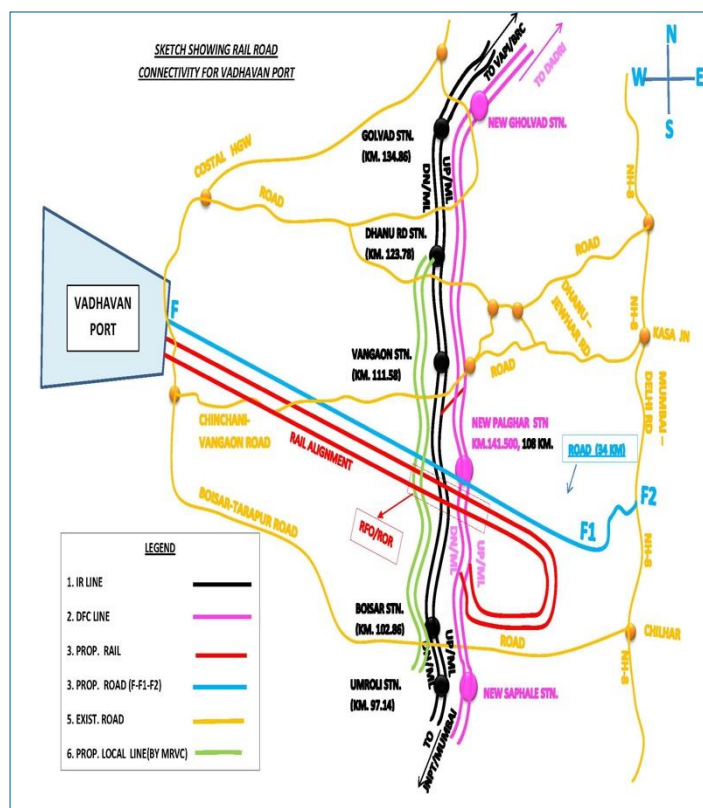 SKETCH SHOWING RAIL ROAD
CONNECTIVITY FOR VADHAVAN PORT
TO VAPI/BRC
TO DADRI
N
W E
S
NEW GHOLVAD STN.
GOLVAD STN.
(KM. 134.86)
COSTAL HGW
ROAD
DN/ML
UP/ML
NH-8
DHANU RD STN.
(KM. 123.78)
ROAD
DHANU –
JEWHAR RD
NH-8
VADHAVAN
PORT
F
KASA JN
VANGAON STN.
(KM. 111.58)
ROAD
MUMBAI –
DELHI RD
CHINCHANI-
VANGAON ROAD
RAIL ALIGNMENT
NEW PALGHAR STN
KM.141.500, 108 KM.
ROAD (34 KM)
F2
F1
RFO/ROR
BOISAR-TARAPUR ROAD
DN/ML
UP/ML
NH-8
BOISAR STN.
(KM. 102.86)
ROAD
CHILHAR
UP/ML
DN/ML
UMROLI STN.
(KM. 97.14)
NEW SAPHALE STN.
NH-8
TO
JNPT/MUMBAI
LEGEND
1. IR LINE
2. DFC LINE
3. PROP. RAIL
3. PROP. ROAD (F-F1-F2)
5. EXIST. ROAD
6. PROP. LOCAL LINE(BY MRVC)